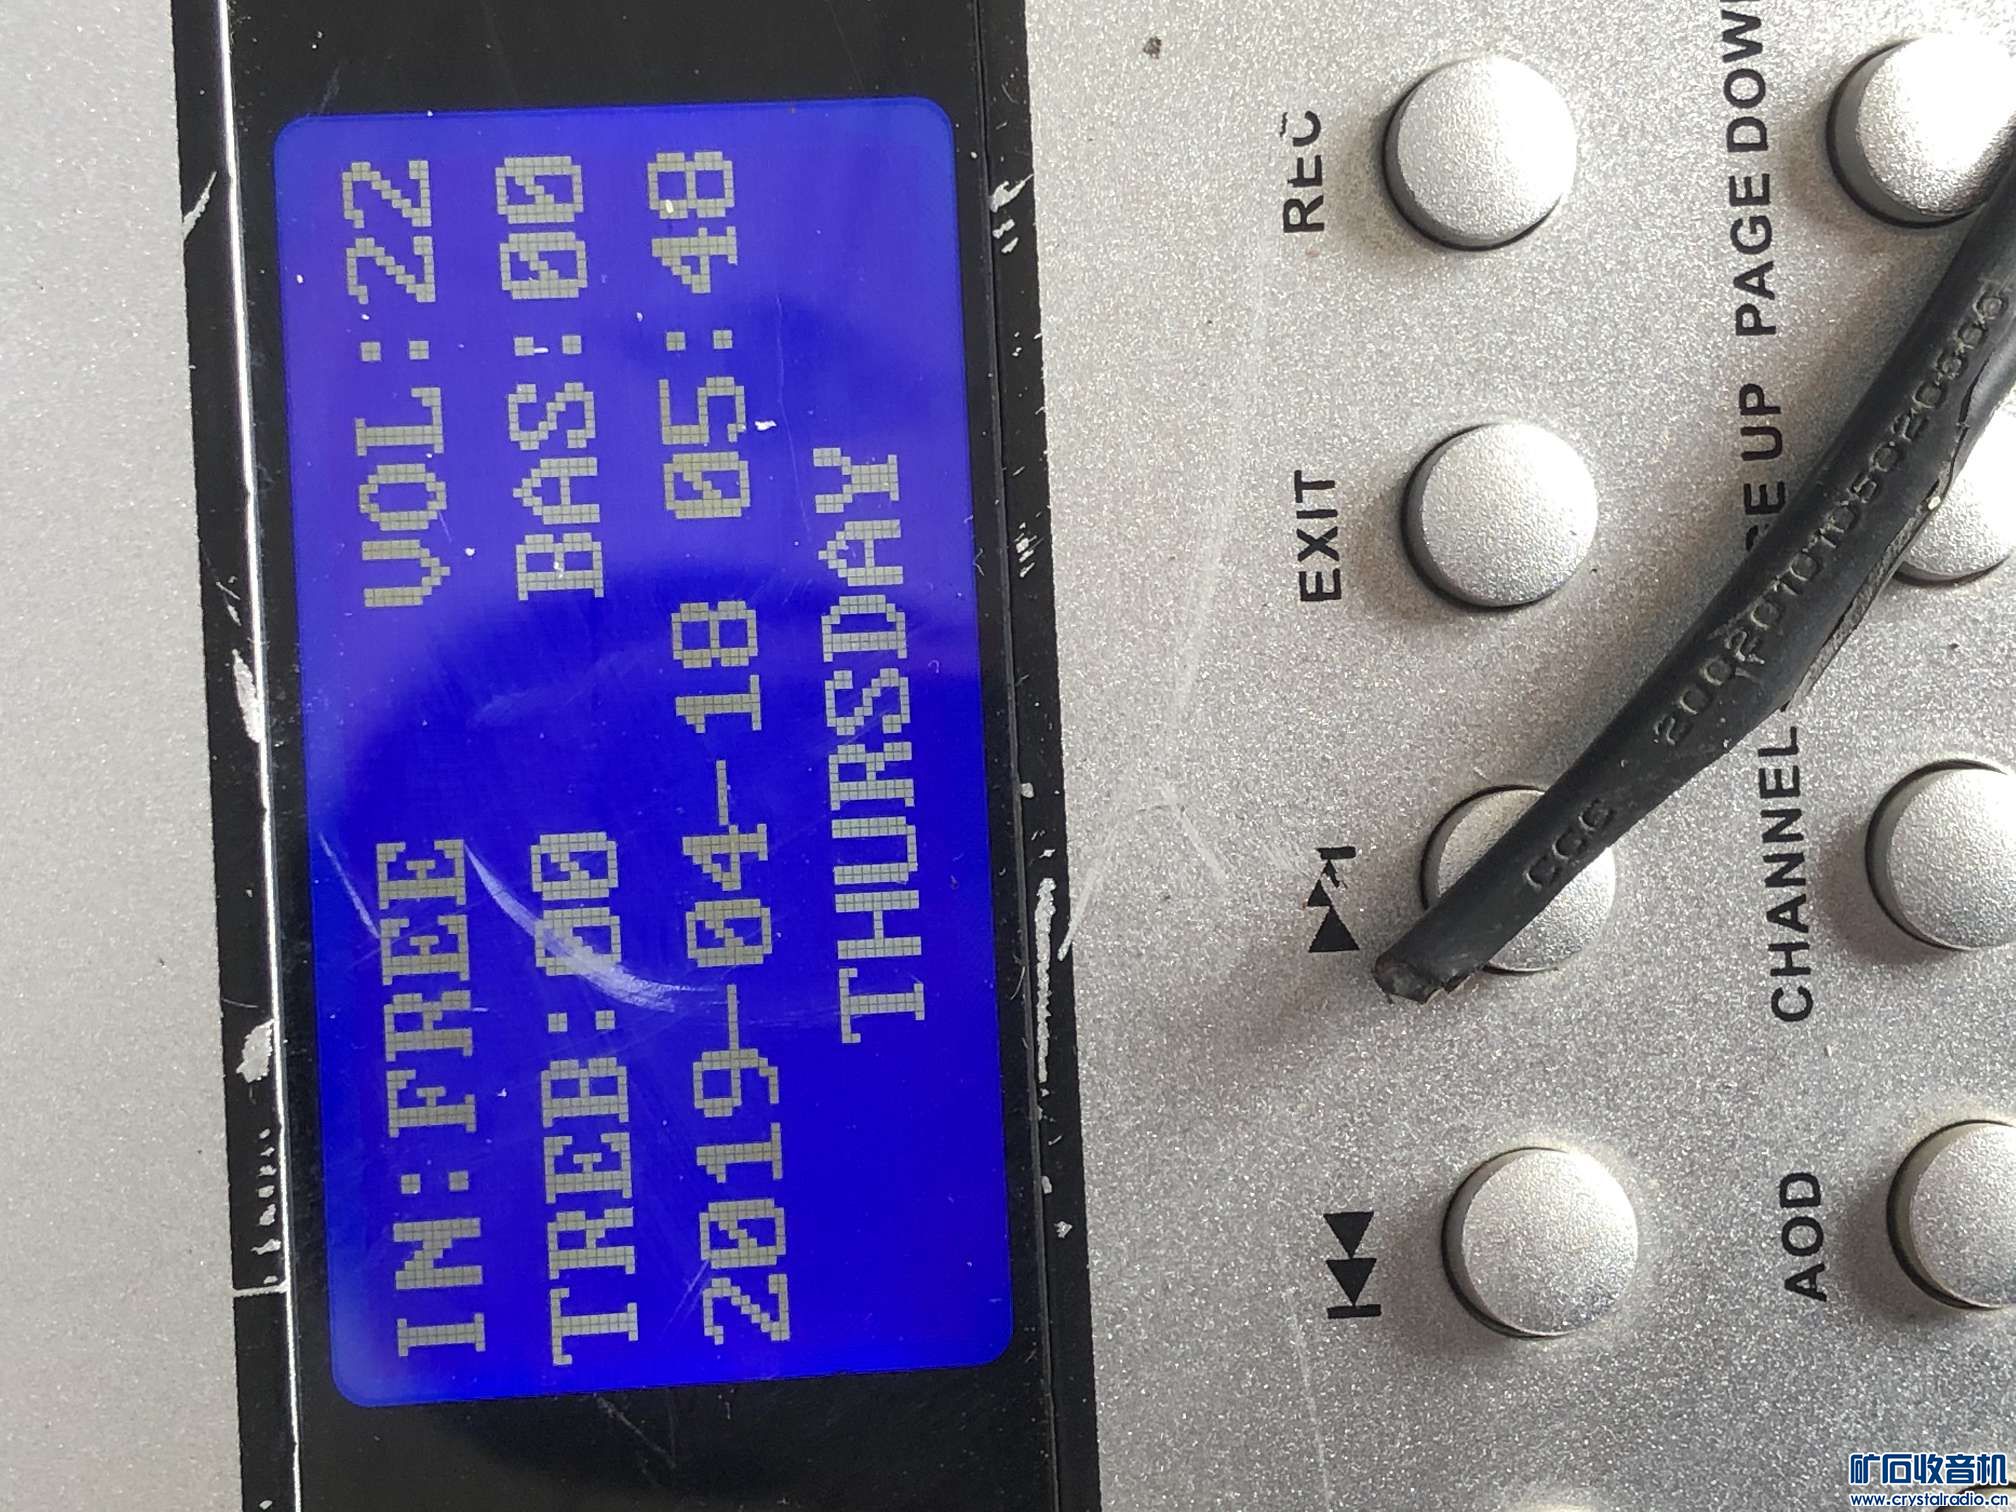 IN:FREE VOL:22
TREB:00 BAS:00
2019-04-18 05:48
THURSDAY
EXIT REC
AOD CHANNEL UP PAGE DOWN
CCC
矿石收音机
www.crystalradio.cn